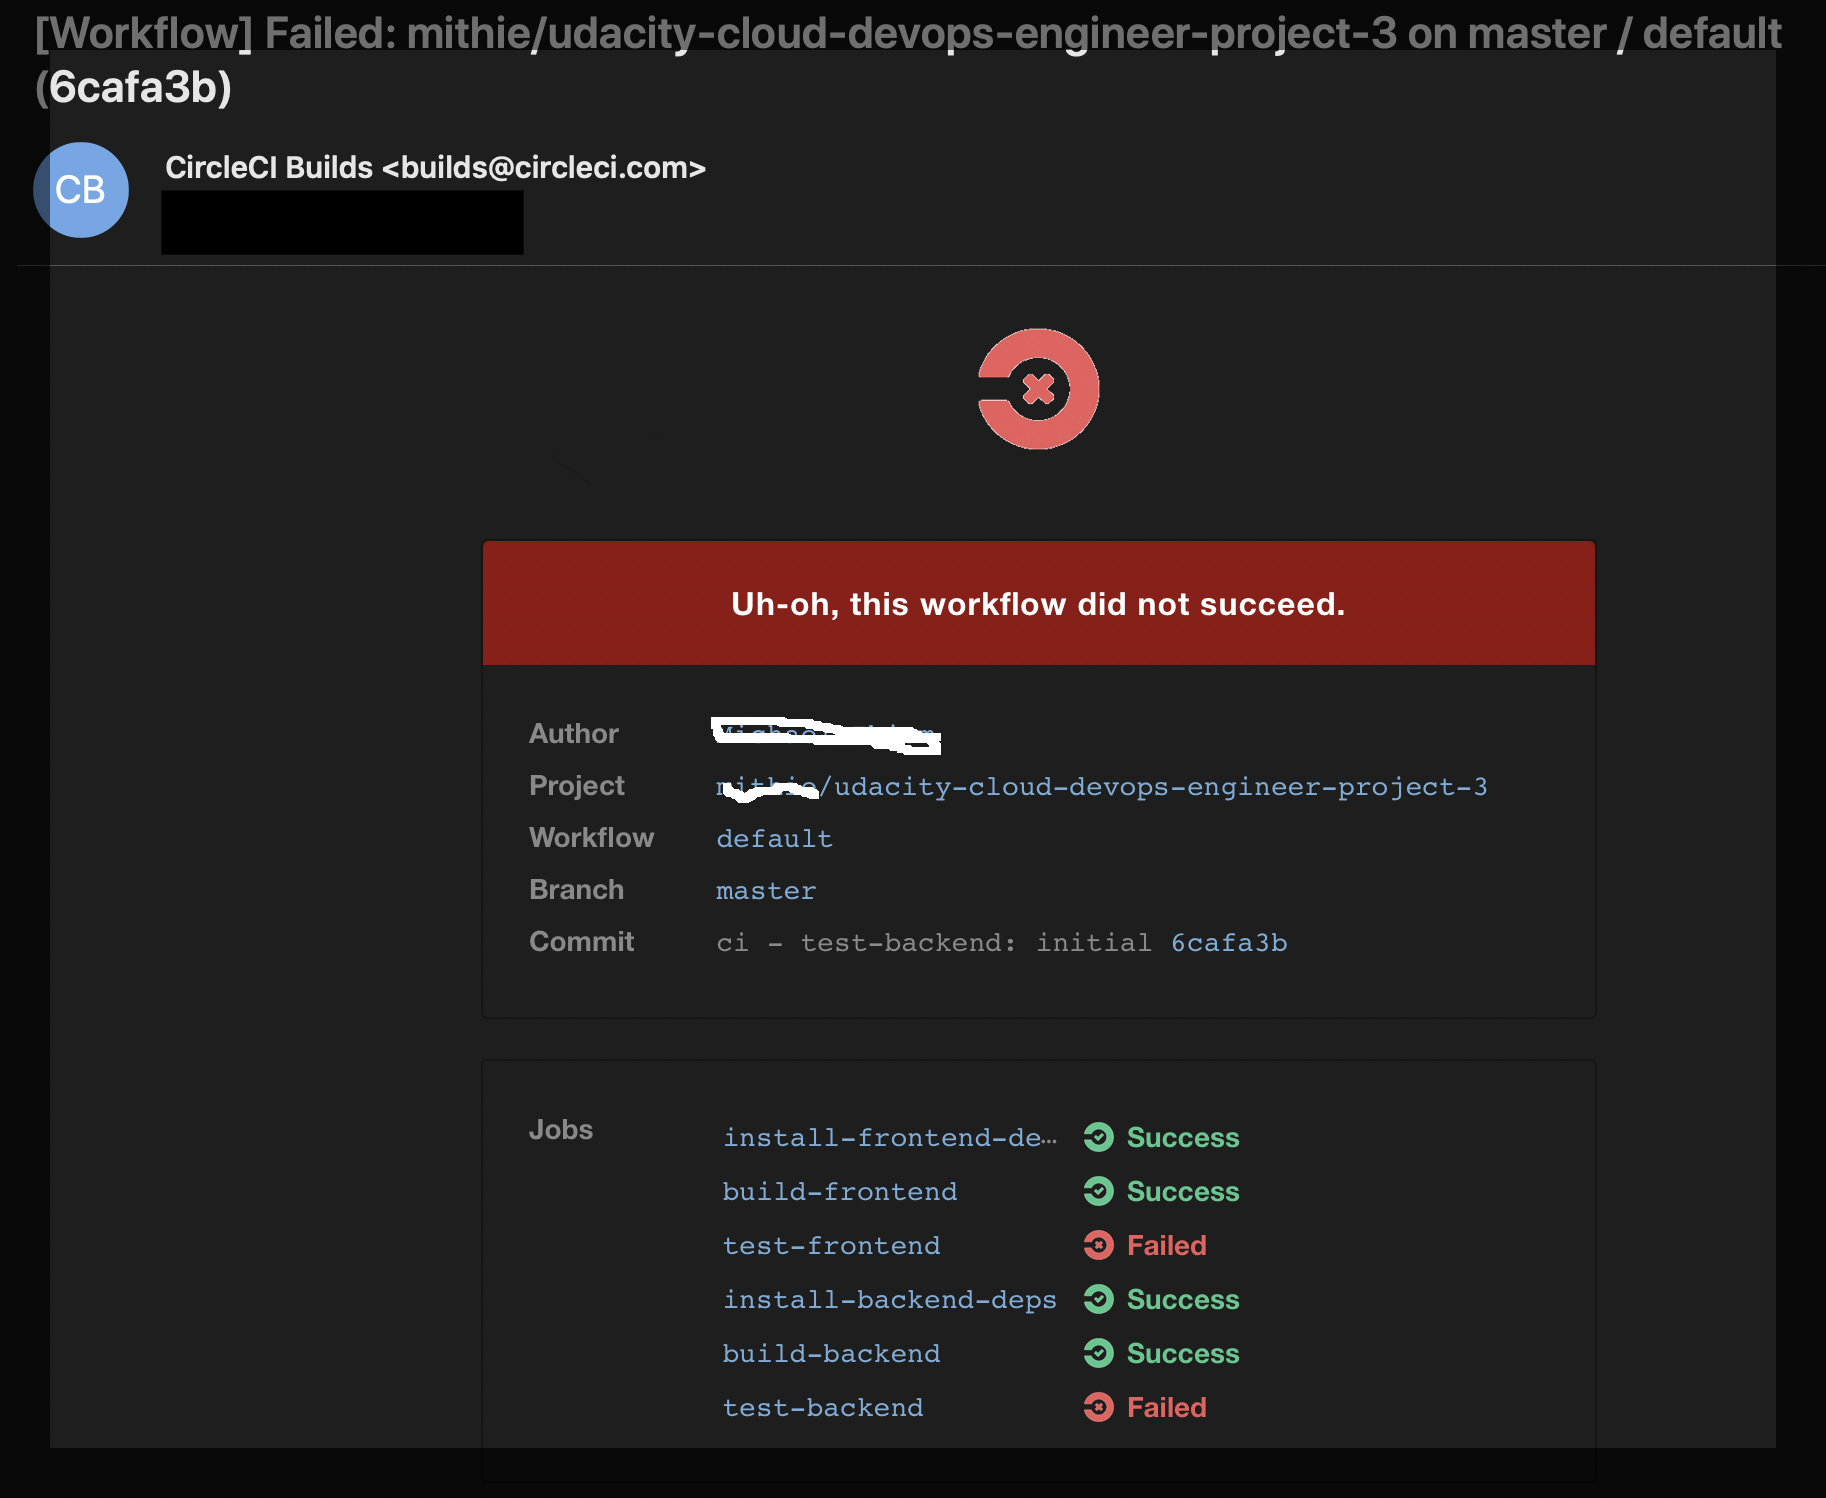 [Workflow] Failed: mithie/udacity-cloud-devops-engineer-project-3 on master / default
(6cafa3b)
CB
CircleCI Builds <builds@circleci.com>
Uh-oh, this workflow did not succeed.
Author
Project /udacity-cloud-devops-engineer-project-3
Workflow default
Branch master
Commit ci - test-backend: initial 6cafa3b
Jobs
install-frontend-de… Success
build-frontend Success
test-frontend Failed
install-backend-deps Success
build-backend Success
test-backend Failed